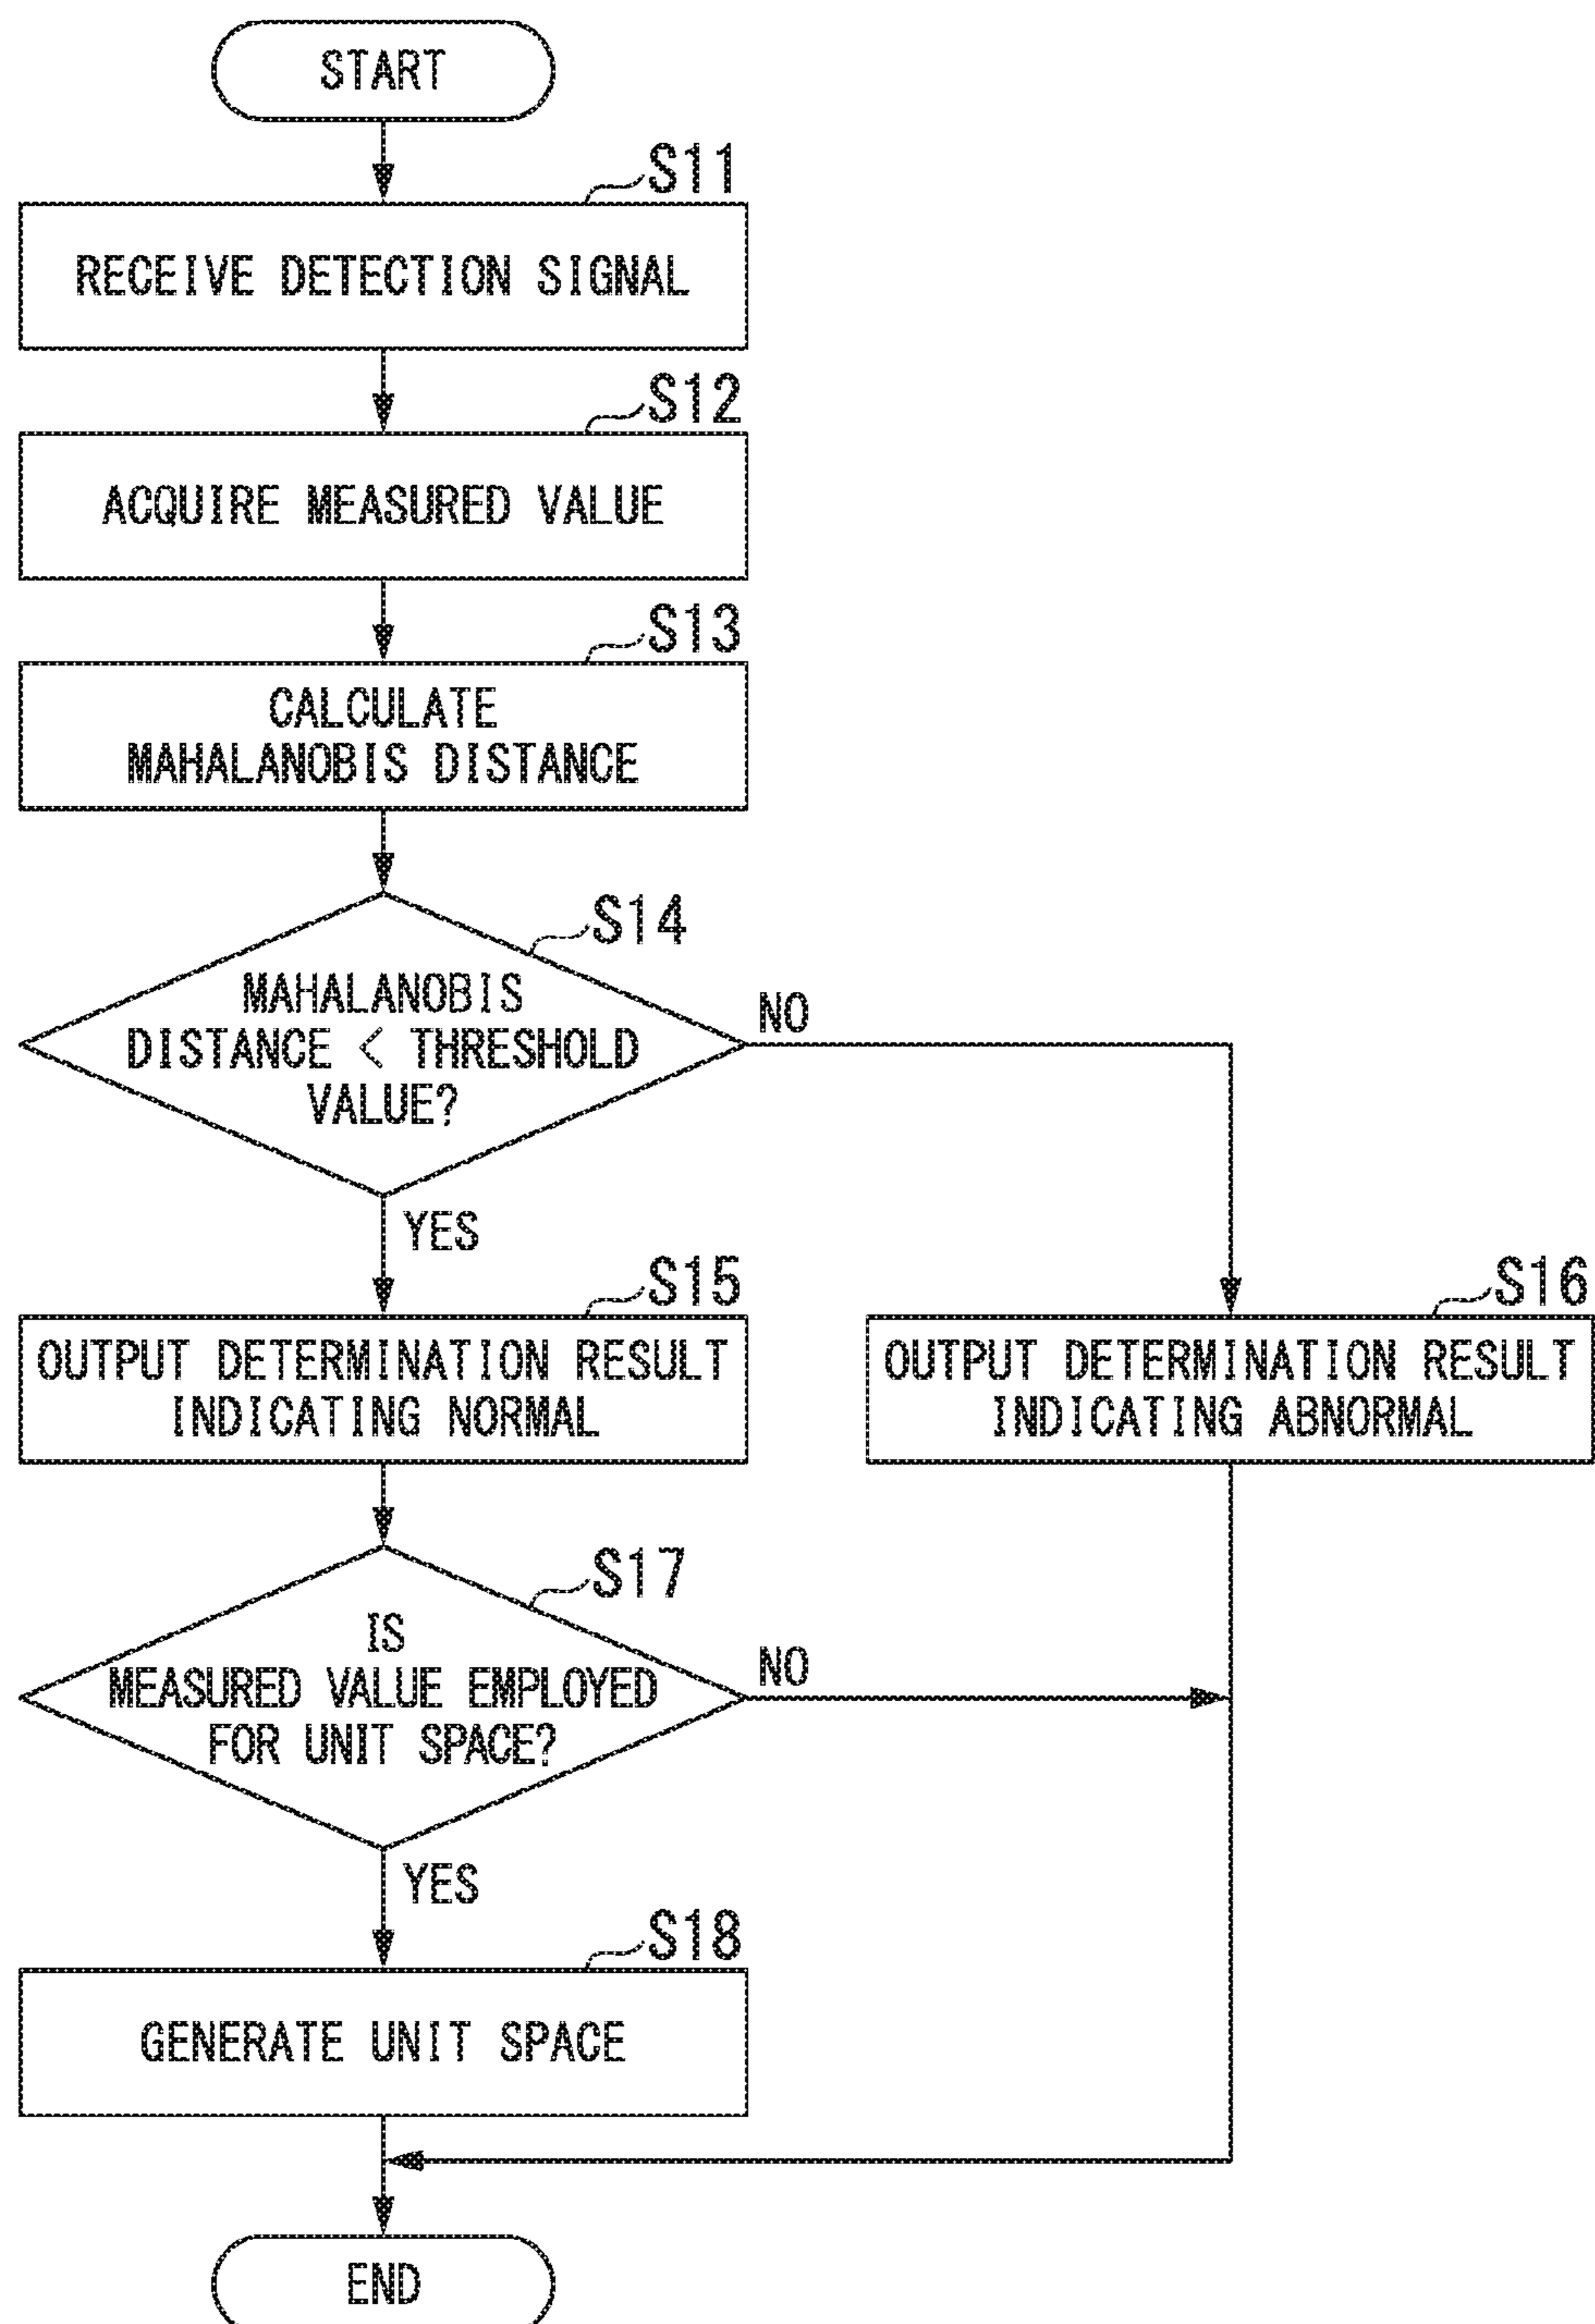 START
S11
RECEIVE DETECTION SIGNAL
S12
ACQUIRE MEASURED VALUE
S13
CALCULATE
MAHALANOBIS DISTANCE
S14
MAHALANOBIS
DISTANCE < THRESHOLD
VALUE?
NO
YES
S15
OUTPUT DETERMINATION RESULT
INDICATING NORMAL
S16
OUTPUT DETERMINATION RESULT
INDICATING ABNORMAL
S17
IS
MEASURED VALUE EMPLOYED
FOR UNIT SPACE?
NO
YES
S18
GENERATE UNIT SPACE
END